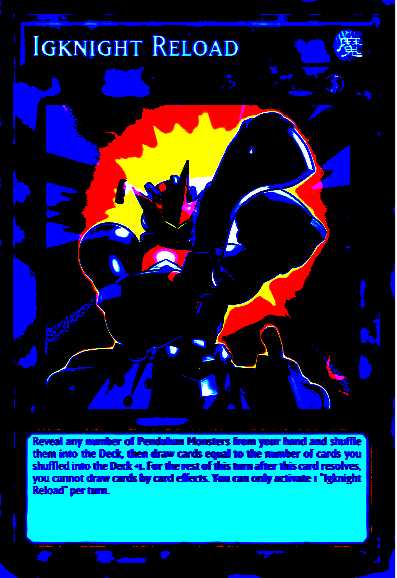 Igknight Reload
魔
Reveal any number of Pendulum Monsters from your hand and shuffle
them into the Deck, then draw cards equal to the number of cards you
shuffled into the Deck +1. For the rest of this turn after this card resolves,
you cannot draw cards by card effects. You can only activate 1 "Igknight
Reload" per turn.